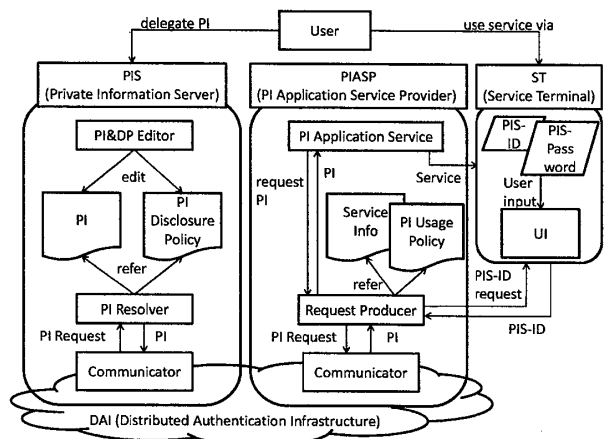 delegate PI
User
use service via
PIS
(Private Information Server)
PIASP
(PI Application Service Provider)
ST
(Service Terminal)
PI&DP Editor
edit
PI
PI
Disclosure
Policy
refer
PI Resolver
PI Request
PI
Communicator
PI Application Service
request
PI
PI
Service
Service
Info
PI Usage
Policy
refer
Request Producer
PI Request
PI
Communicator
PIS-
ID
PIS-
Pass
word
User
input
UI
PIS-ID
request
PIS-ID
DAI (Distributed Authentication Infrastructure)